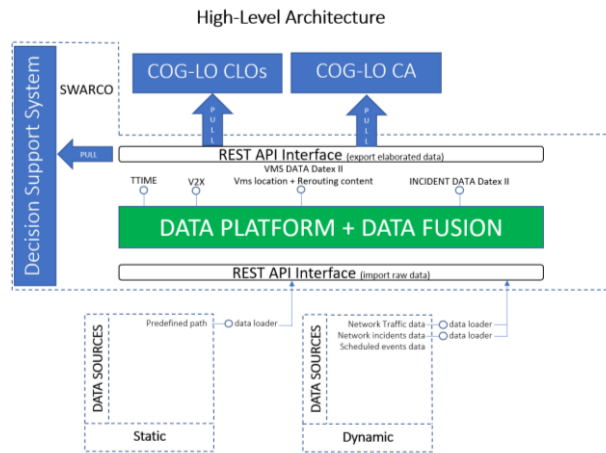 High-Level Architecture
Decision Support System
SWARCO
COG-LO CLOs
COG-LO CA
PULL
PULL
PULL
REST API Interface (export elaborated data)
VMS DATA Datex II
TTIME
V2X
Vms location + Rerouting content
INCIDENT DATA Datex II
DATA PLATFORM + DATA FUSION
REST API Interface (import raw data)
DATA SOURCES
Predefined path
data loader
Static
DATA SOURCES
Network Traffic data
data loader
Network incidents data
data loader
Scheduled events data
Dynamic